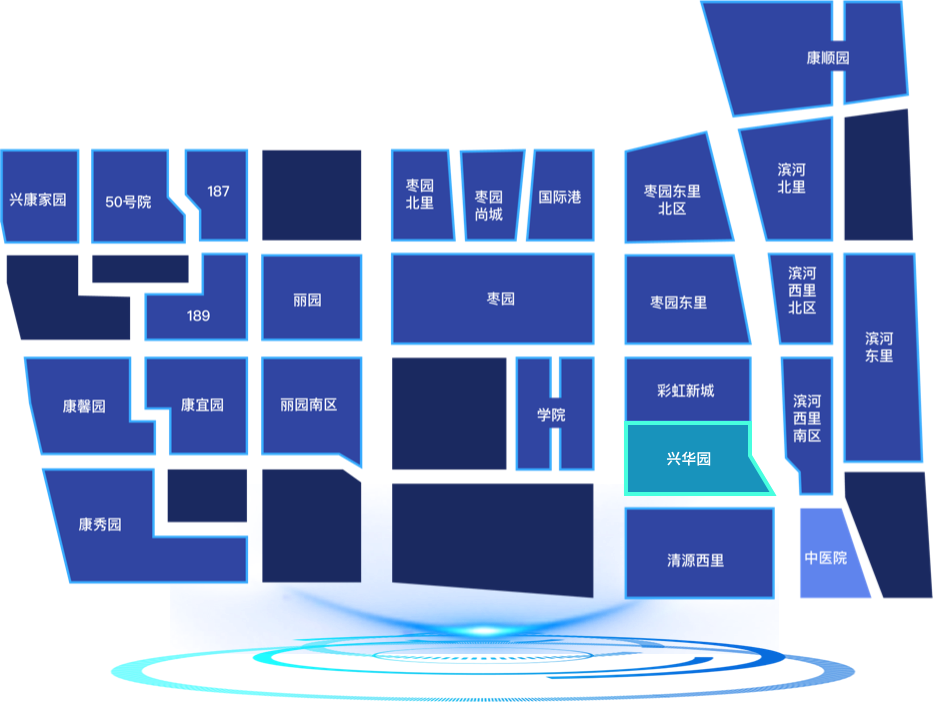 康顺园
兴康家园
50号院
187
枣园
北里
枣园
尚城
国际港
枣园东里
北区
滨河
北里
189
丽园
枣园
枣园东里
滨河
西里
北区
滨河
东里
康馨园
康宜园
丽园南区
学院
彩虹新城
滨河
西里
南区
兴华园
康秀园
清源西里
中医院